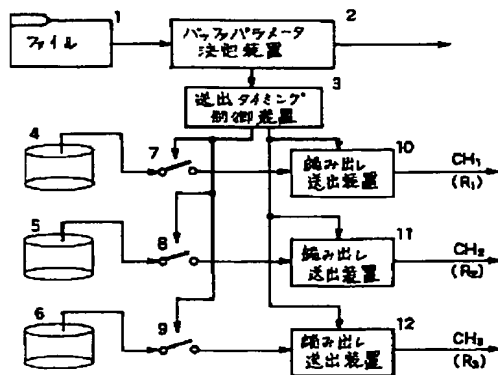 1
ファイル
2
バッファパラメータ
決定装置
3
送出タイミング
制御装置
4
7
10
読み出し
送出装置
CH₁
(R₁)
5
8
11
読み出し
送出装置
CH₂
(R₂)
6
9
12
読み出し
送出装置
CH₃
(R₃)